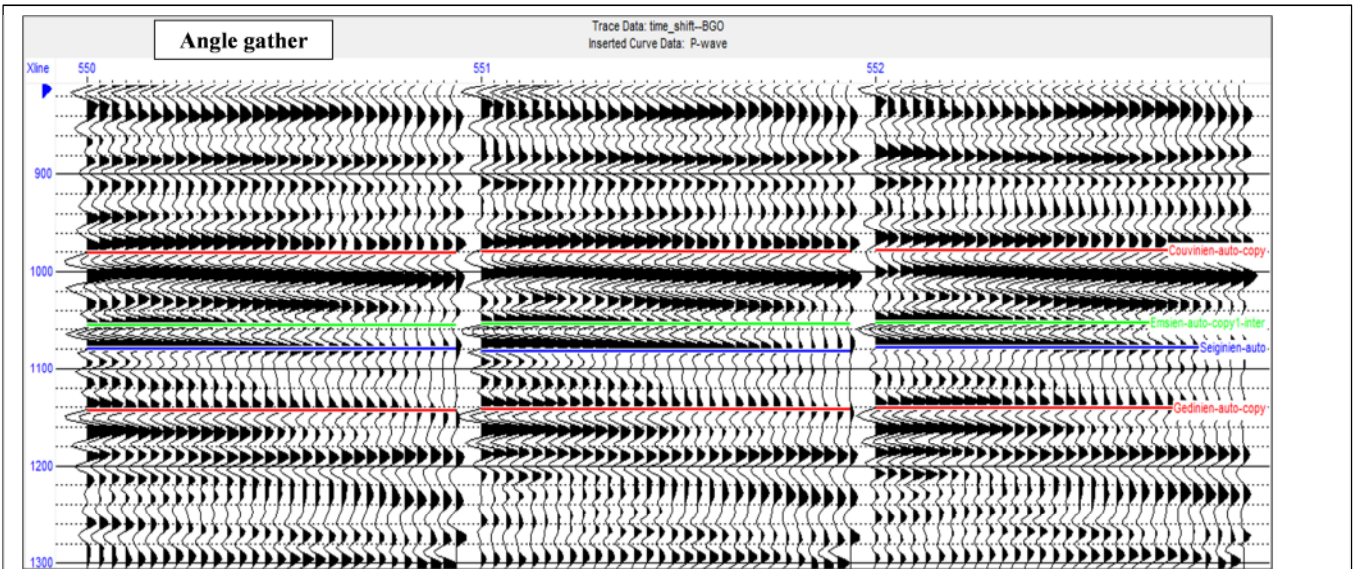 Angle gather
Trace Data: time_shift--BGO
Inserted Curve Data: P-wave
Xline 550 551 552
900
Couvinien-auto-copy
1000
Emsien-auto-copy1-inter
Seiginien-auto
1100
Gedinien-auto-copy
1200
1300